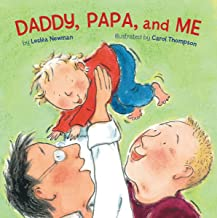 DADDY, PAPA, and ME
by Lesléa Newman
illustrated by Carol Thompson